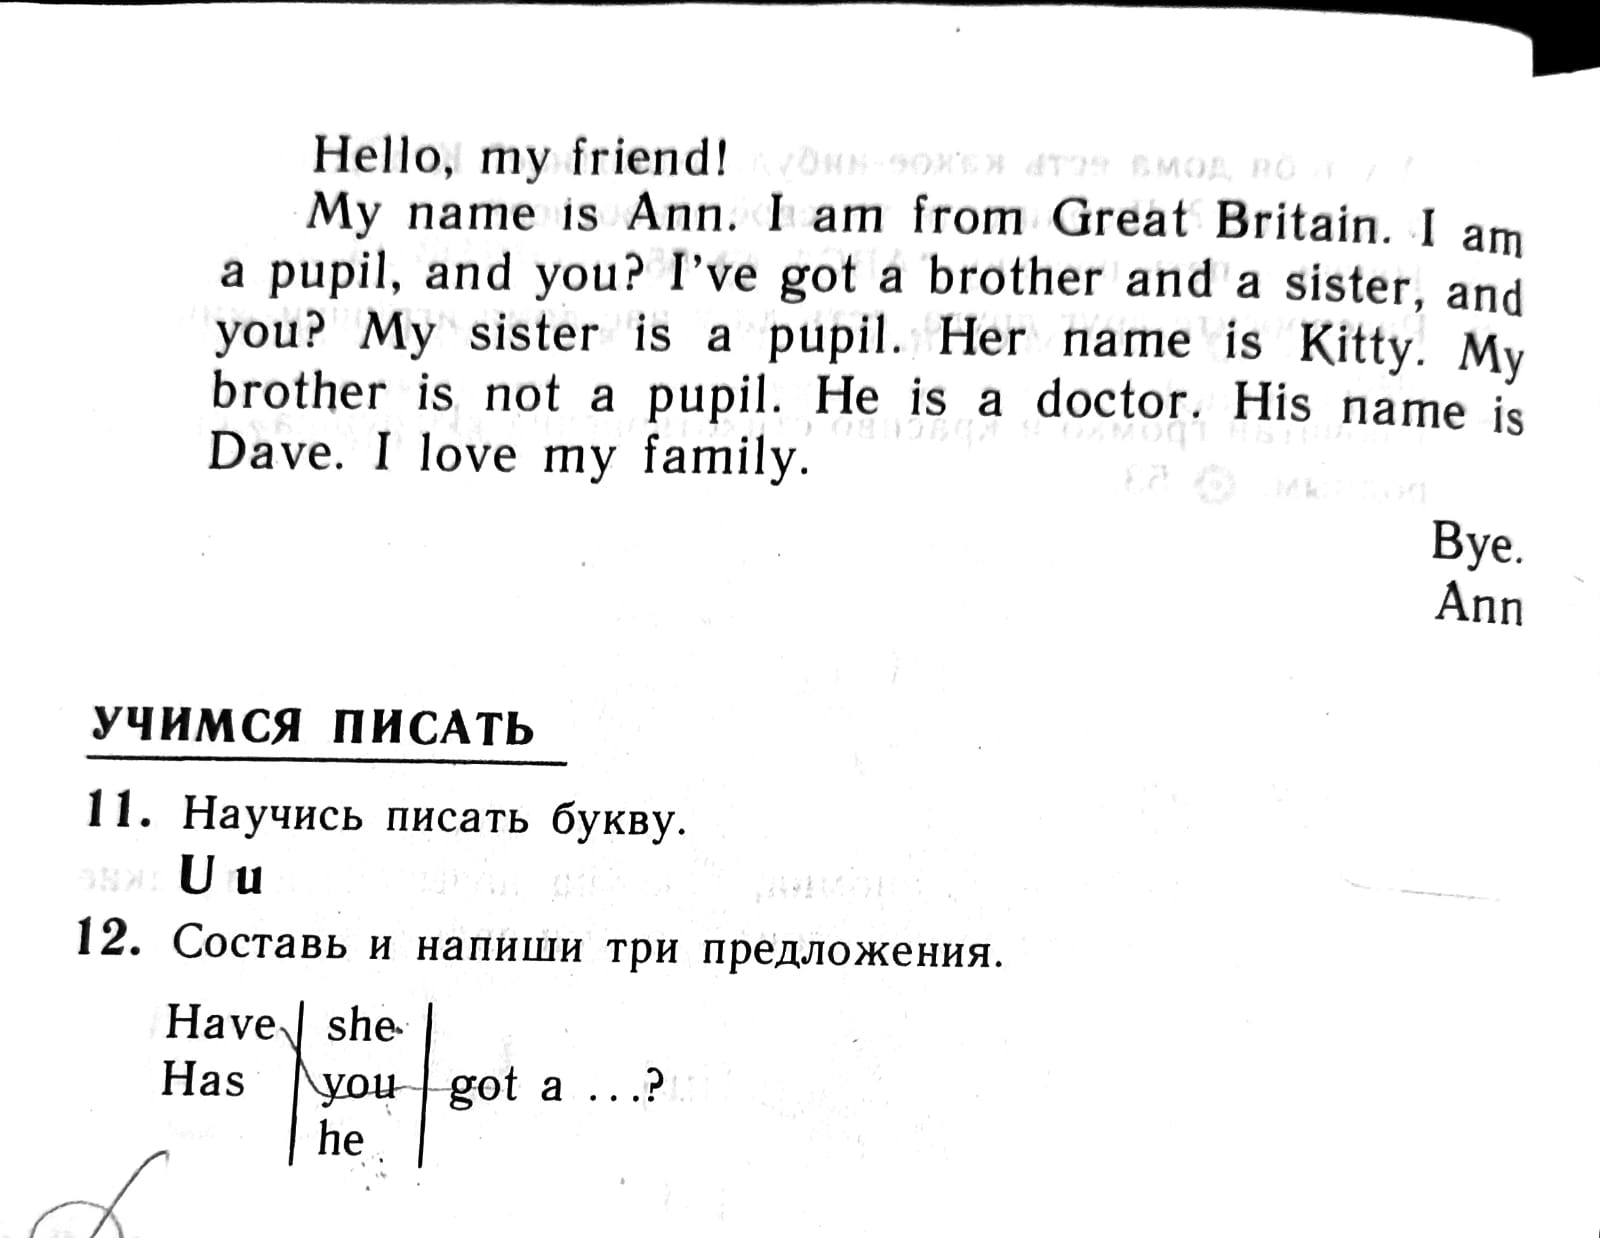 Hello, my friend!
My name is Ann. I am from Great Britain. I am
a pupil, and you? I've got a brother and a sister, and
you? My sister is a pupil. Her name is Kitty. My
brother is not a pupil. He is a doctor. His name is
Dave. I love my family.
Bye.
Ann
УЧИМСЯ ПИСАТЬ
11. Научись писать букву.
U u
12. Составь и напиши три предложения.
Have she
Has you got a ...?
he